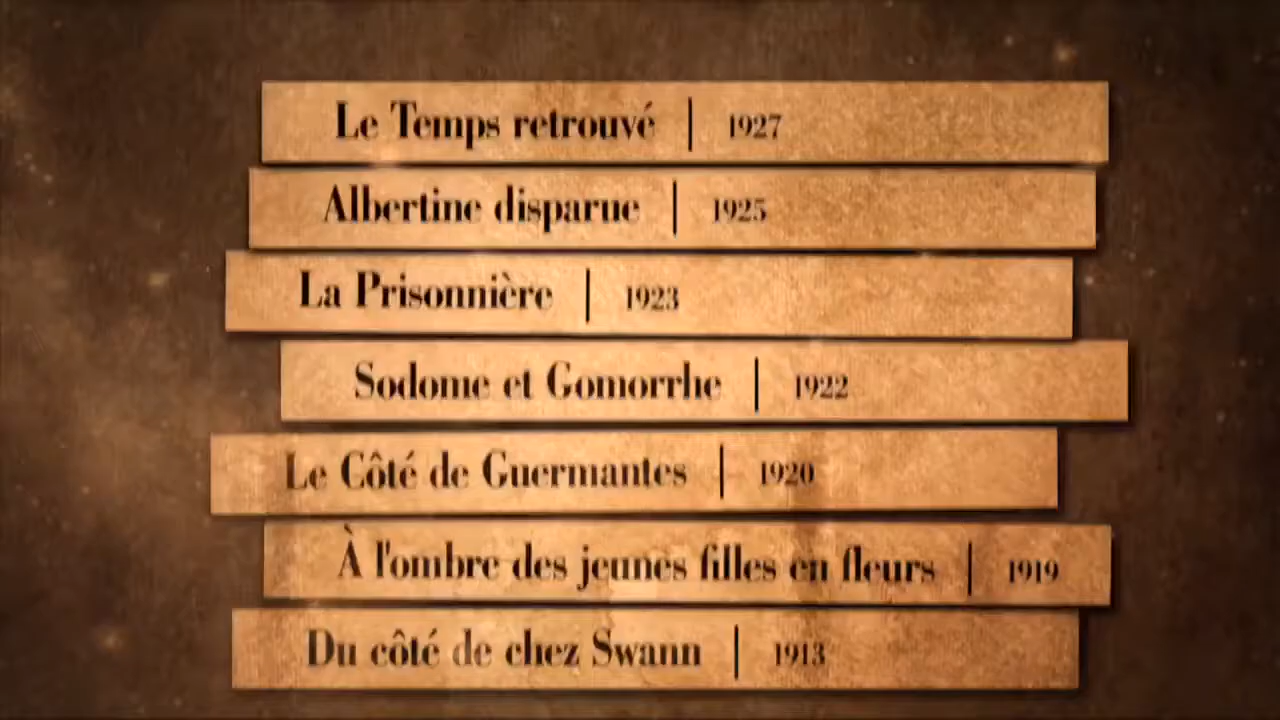 Le Temps retrouvé | 1927
Albertine disparue | 1925
La Prisonnière | 1923
Sodome et Gomorrhe | 1922
Le Côté de Guermantes | 1920
À l'ombre des jeunes filles en fleurs | 1919
Du côté de chez Swann | 1913